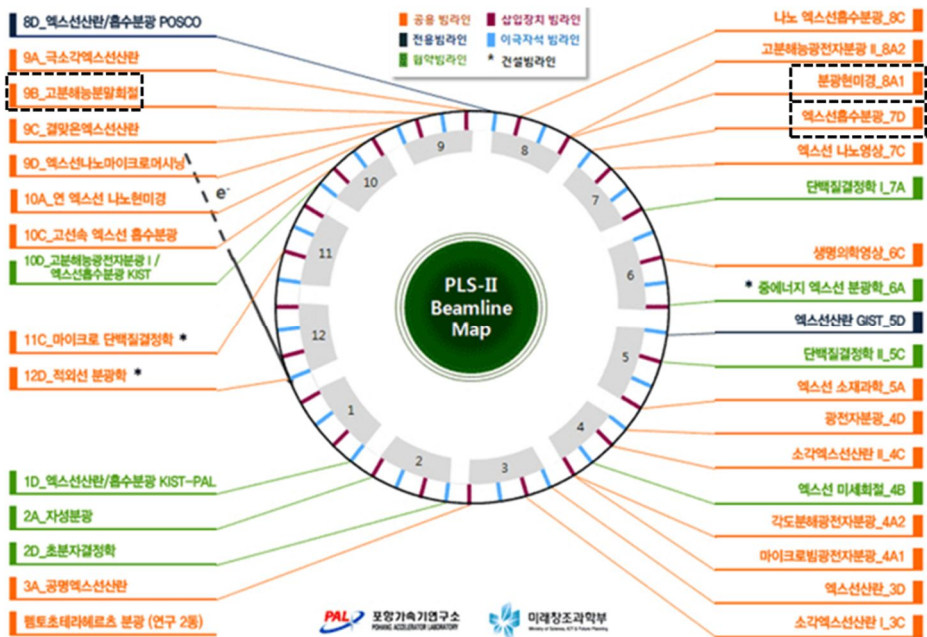 8D_엑스선산란/흡수분광 POSCO
9A_극소각엑스선산란
9B_고분해능분말회절
9C_결맞은엑스선산란
9D_엑스선나노마이크로머시닝
10A_연 엑스선 나노현미경
10C_고선속 엑스선 흡수분광
10D_고분해능광전자분광 I /
엑스선흡수분광 KIST
11C_마이크로 단백질결정학 *
12D_적외선 분광학 *
1D_엑스선산란/흡수분광 KIST-PAL
2A_자성분광
2D_초분자결정학
3A_공명엑스선산란
펨토초테라헤르츠 분광 (연구 2동)
공용 빔라인
전용빔라인
협약빔라인
삽입장치 빔라인
이극자석 빔라인
* 건설빔라인
e-
PLS-II
Beamline
Map
1
2
3
4
5
6
7
8
9
10
11
12
나노 엑스선흡수분광_8C
고분해능광전자분광 II_8A2
분광현미경_8A1
엑스선흡수분광_7D
엑스선 나노영상_7C
단백질결정학 I_7A
생명의학영상_6C
* 중에너지 엑스선 분광학_6A
엑스선산란 GIST_5D
단백질결정학 II_5C
엑스선 소재과학_5A
광전자분광_4D
소각엑스선산란 II_4C
엑스선 미세회절_4B
각도분해광전자분광_4A2
마이크로빔광전자분광_4A1
엑스선산란_3D
소각엑스선산란 I_3C
PAL 포항가속기연구소
POHANG ACCELERATOR LABORATORY
미래창조과학부
Ministry of Science, ICT & Future Planning